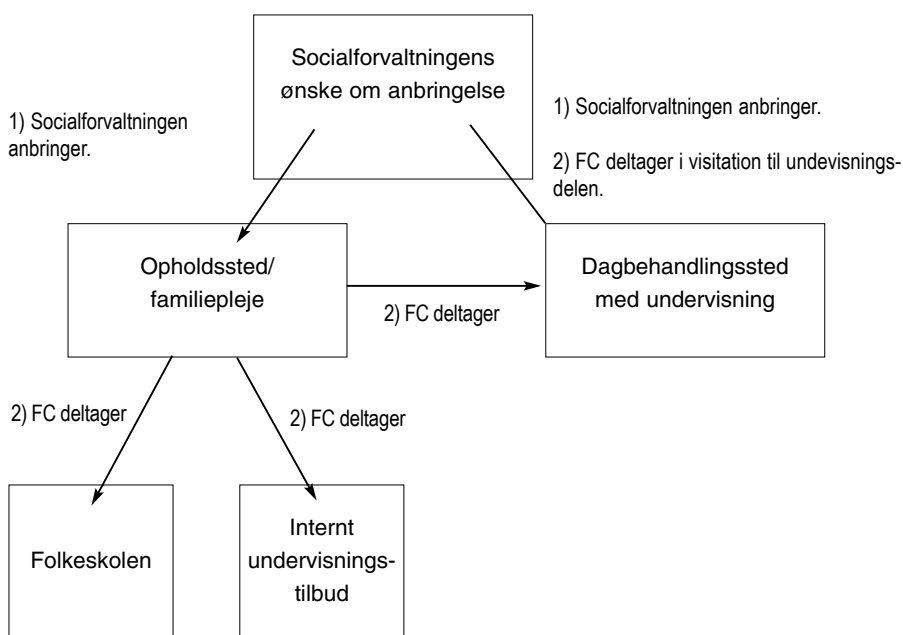 Socialforvaltningens
ønske om anbringelse
1) Socialforvaltningen
anbringer.
1) Socialforvaltningen anbringer.
2) FC deltager i visitation til undevisnings-
delen.
Opholdssted/
familiepleje
2) FC deltager
Dagbehandlingssted
med undervisning
2) FC deltager
2) FC deltager
Folkeskolen
Internt
undervisnings-
tilbud